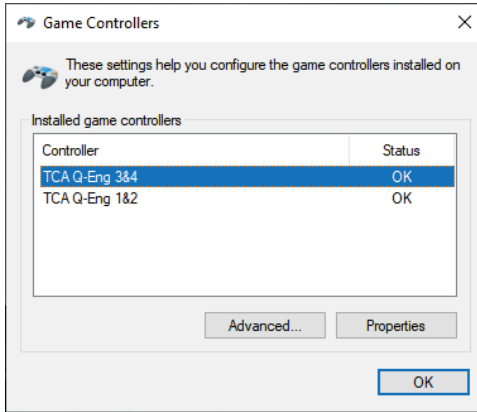 Game Controllers
These settings help you configure the game controllers installed on
your computer.
Installed game controllers
Controller Status
TCA Q-Eng 3&4 OK
TCA Q-Eng 1&2 OK
Advanced... Properties
OK